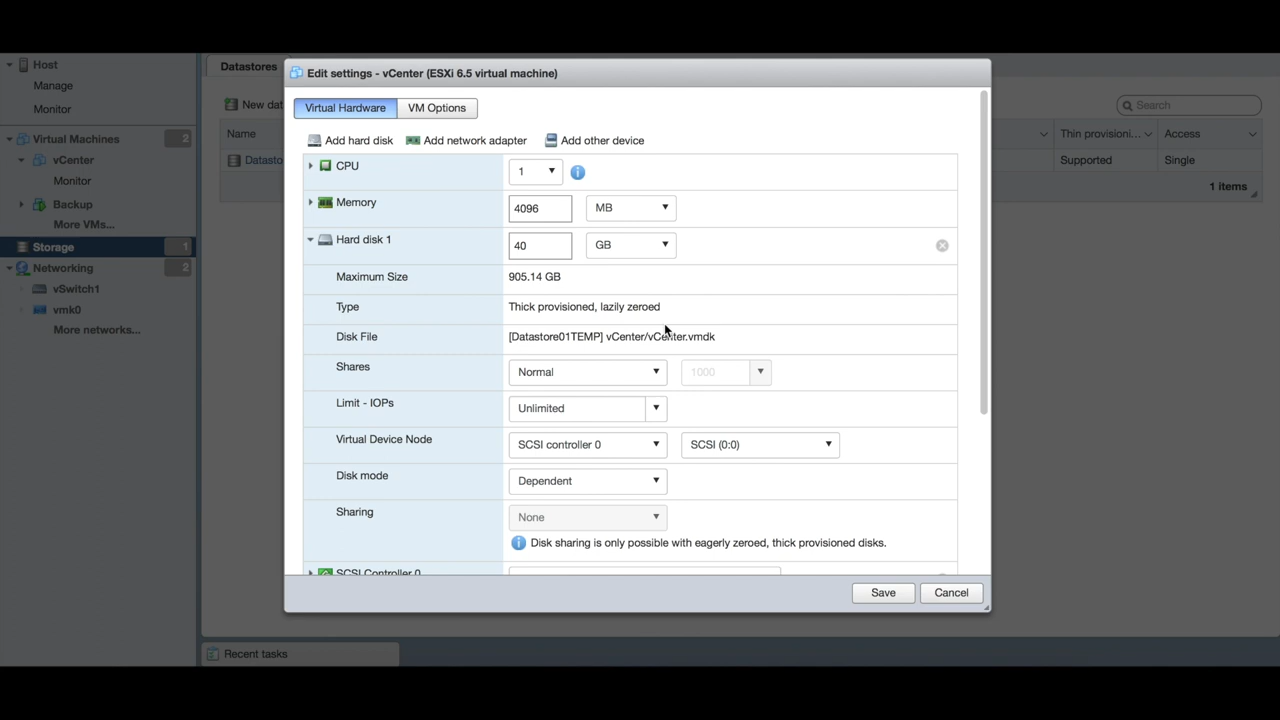 Host
Manage
Monitor
Virtual Machines 2
vCenter
Monitor
Backup
More VMs...
Storage 1
Networking 2
vSwitch1
vmk0
More networks...
Datastores
New dat
Search
Name
Thin provisioni...
Access
Datasto
Supported
Single
1 items
Edit settings - vCenter (ESXi 6.5 virtual machine)
Virtual Hardware
VM Options
Add hard disk
Add network adapter
Add other device
CPU 1
Memory 4096 MB
Hard disk 1 40 GB
Maximum Size 905.14 GB
Type Thick provisioned, lazily zeroed
Disk File [Datastore01TEMP] vCenter/vCenter.vmdk
Shares Normal 1000
Limit - IOPs Unlimited
Virtual Device Node SCSI controller 0 SCSI (0:0)
Disk mode Dependent
Sharing None
Disk sharing is only possible with eagerly zeroed, thick provisioned disks.
SCSI Controller 0
Save
Cancel
Recent tasks